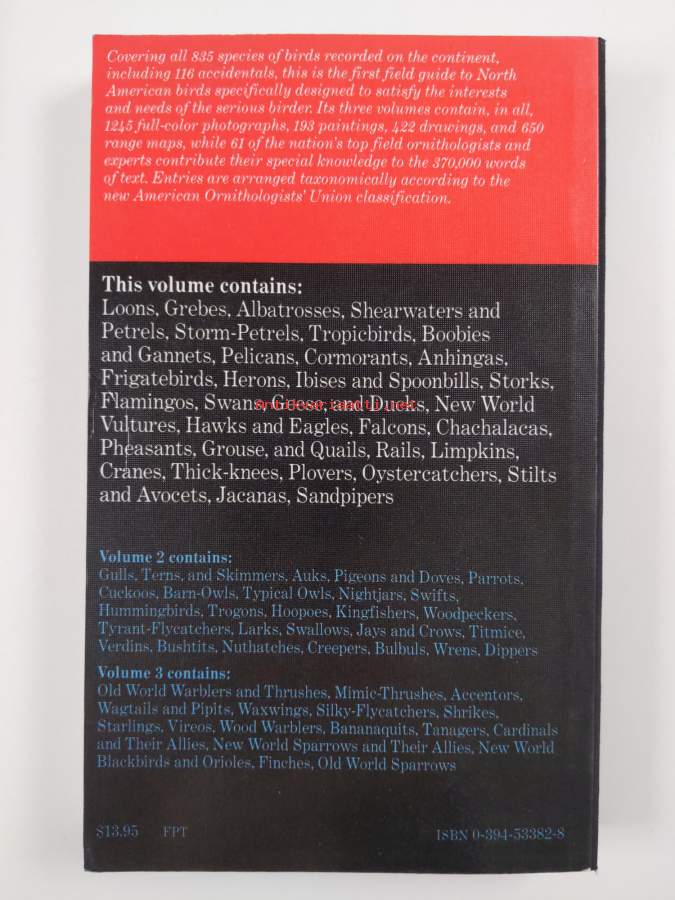 Covering all 835 species of birds recorded on the continent,
including 116 accidentals, this is the first field guide to North
American birds specifically designed to satisfy the interests
and needs of the serious birder. Its three volumes contain, in all,
1245 full-color photographs, 193 paintings, 422 drawings, and 650
range maps, while 61 of the nation's top field ornithologists and
experts contribute their special knowledge to the 370,000 words
of text. Entries are arranged taxonomically according to the
new American Ornithologists' Union classification.
This volume contains:
Loons, Grebes, Albatrosses, Shearwaters and
Petrels, Storm-Petrels, Tropicbirds, Boobies
and Gannets, Pelicans, Cormorants, Anhingas,
Frigatebirds, Herons, Ibises and Spoonbills, Storks,
Flamingos, Swans, Geese, and Ducks, New World
Vultures, Hawks and Eagles, Falcons, Chachalacas,
Pheasants, Grouse, and Quails, Rails, Limpkins,
Cranes, Thick-knees, Plovers, Oystercatchers, Stilts
and Avocets, Jacanas, Sandpipers
Volume 2 contains:
Gulls, Terns, and Skimmers, Auks, Pigeons and Doves, Parrots,
Cuckoos, Barn-Owls, Typical Owls, Nightjars, Swifts,
Hummingbirds, Trogons, Hoopoes, Kingfishers, Woodpeckers,
Tyrant-Flycatchers, Larks, Swallows, Jays and Crows, Titmice,
Verdins, Bushtits, Nuthatches, Creepers, Bulbuls, Wrens, Dippers
Volume 3 contains:
Old World Warblers and Thrushes, Mimic-Thrushes, Accentors,
Wagtails and Pipits, Waxwings, Silky-Flycatchers, Shrikes,
Starlings, Vireos, Wood Warblers, Bananaquits, Tanagers, Cardinals
and Their Allies, New World Sparrows and Their Allies, New World
Blackbirds and Orioles, Finches, Old World Sparrows
$13.95 FPT ISBN 0-394-53382-8